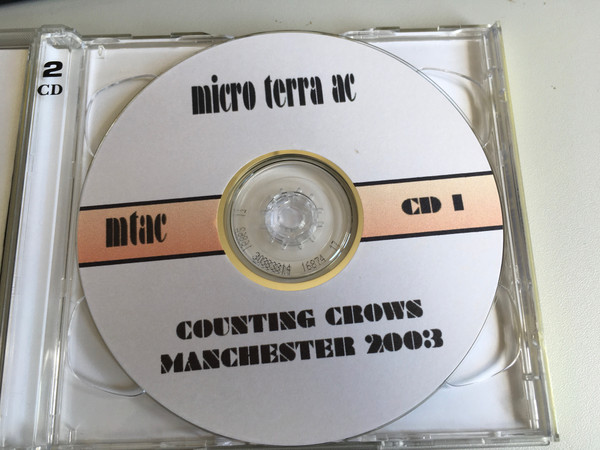 2
CD
micro terra ac
mtac
CD 1
COUNTING CROWS
MANCHESTER 2003